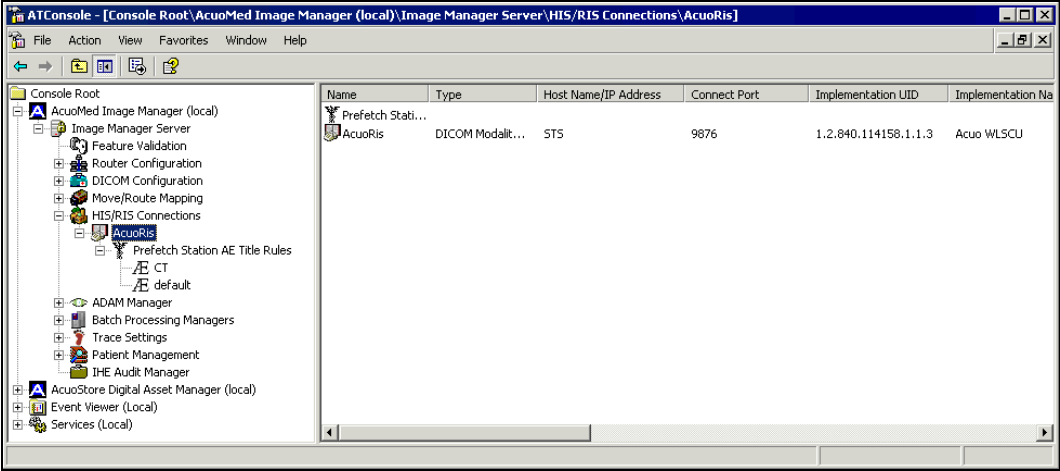 ATConsole - [Console Root\AcuoMed Image Manager (local)\Image Manager Server\HIS/RIS Connections\AcuoRis]
File Action View Favorites Window Help
Console Root
AcuoMed Image Manager (local)
Image Manager Server
Feature Validation
Router Configuration
DICOM Configuration
Move/Route Mapping
HIS/RIS Connections
AcuoRis
Prefetch Station AE Title Rules
Æ CT
Æ default
ADAM Manager
Batch Processing Managers
Trace Settings
Patient Management
IHE Audit Manager
AcuoStore Digital Asset Manager (local)
Event Viewer (Local)
Services (Local)
Name Type Host Name/IP Address Connect Port Implementation UID Implementation Na
Prefetch Stati...
AcuoRis DICOM Modalit... STS 9876 1.2.840.114158.1.1.3 Acuo WLSCU